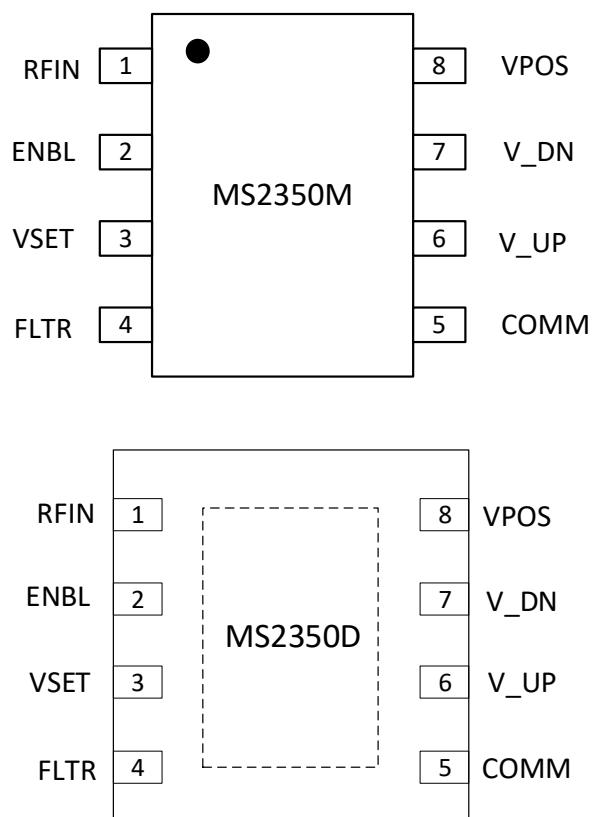 RFIN 1 8 VPOS
ENBL 2 7 V_DN
MS2350M
VSET 3 6 V_UP
FLTR 4 5 COMM
RFIN 1 8 VPOS
ENBL 2 7 V_DN
MS2350D
VSET 3 6 V_UP
FLTR 4 5 COMM